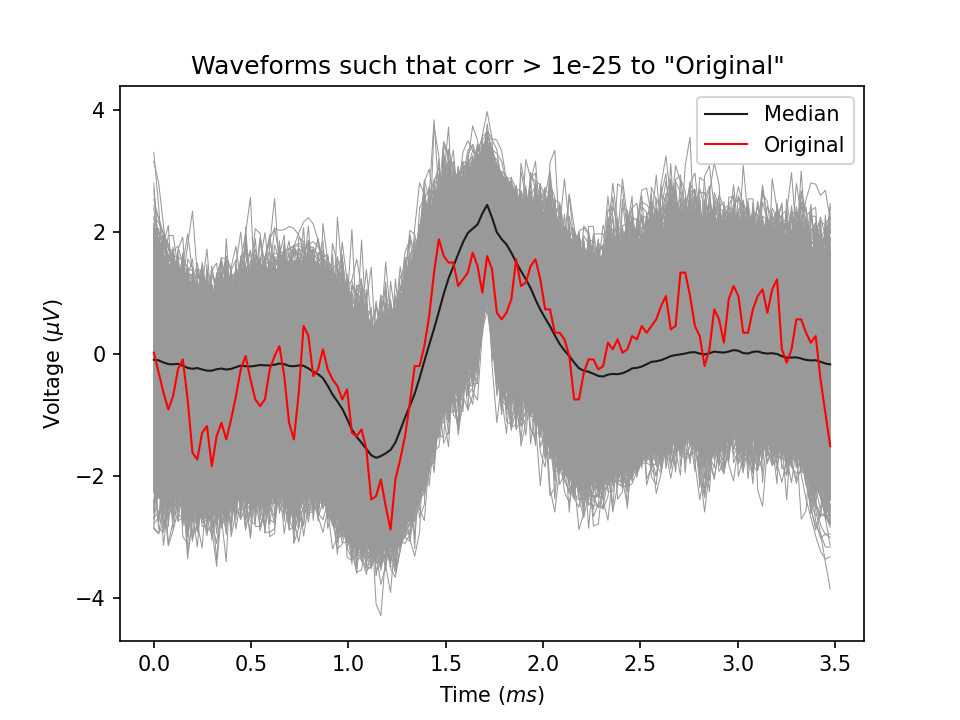 Waveforms such that corr > 1e-25 to "Original"
Median
Original
4
2
0
−2
−4
Voltage (μV)
0.0 0.5 1.0 1.5 2.0 2.5 3.0 3.5
Time (ms)